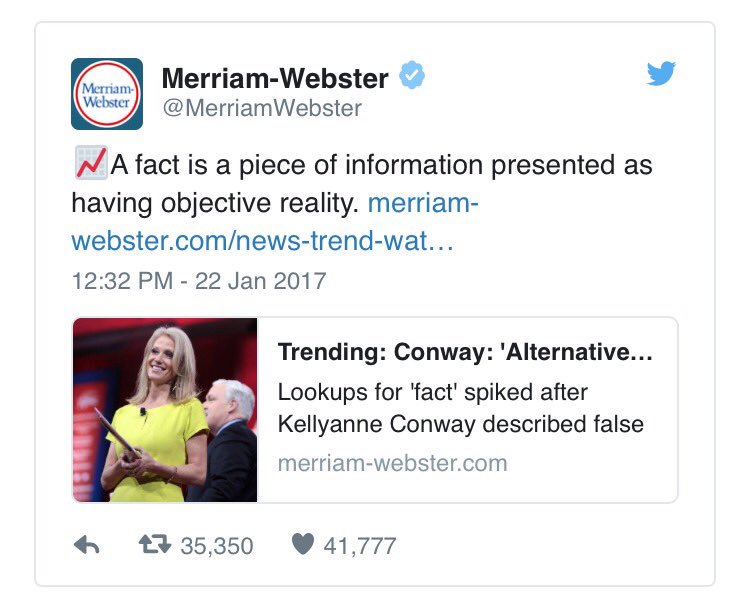 Merriam-
Webster
Merriam-Webster
@MerriamWebster
📈A fact is a piece of information presented as
having objective reality. merriam-
webster.com/news-trend-wat…
12:32 PM - 22 Jan 2017
Trending: Conway: 'Alternative...
Lookups for 'fact' spiked after
Kellyanne Conway described false
merriam-webster.com
35,350
41,777